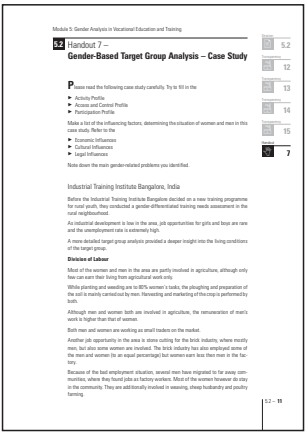 Module 5: Gender Analysis in Vocational Education and Training
5.2 Handout 7 –
Gender-Based Target Group Analysis – Case Study
Please read the following case study carefully. Try to fill in the
► Activity Profile
► Access and Control Profile
► Participation Profile
Make a list of the influencing factors, determining the situation of women and men in this
case study. Refer to the
► Economic Influences
► Cultural Influences
► Legal Influences
Note down the main gender-related problems you identified.
Industrial Training Institute Bangalore, India
Before the Industrial Training Institute Bangalore decided on a new training programme
for rural youth, they conducted a gender-differentiated training needs assessment in the
rural neighbourhood.
As industrial development is low in the area, job opportunities for girls and boys are rare
and the unemployment rate is extremely high.
A more detailed target group analysis provided a deeper insight into the living conditions
of the target group.
Division of Labour
Most of the women and men in the area are partly involved in agriculture, although only
few can earn their living from agricultural work only.
While planting and weeding are to 80% women's tasks, the ploughing and preparation of
the soil is mainly carried out by men. Harvesting and marketing of the crop is performed by
both.
Although men and women both are involved in agriculture, the remuneration of men's
work is higher than that of women.
Both men and women are working as small traders on the market.
Another job opportunity in the area is stone cutting for the brick industry, where mostly
men, but also some women are involved. The brick industry has also employed some of
the men and women (to an equal percentage) but women earn less then men in the fac-
tory.
Because of the bad employment situation, several men have migrated to far away com-
munities, where they found jobs as factory workers. Most of the women however do stay
in the community. They are additionally involved in weaving, sheep husbandry and poultry
farming.
5.2
Transparency
12
Transparency
13
Transparency
14
Transparency
15
Handout
7
5.2 – 11